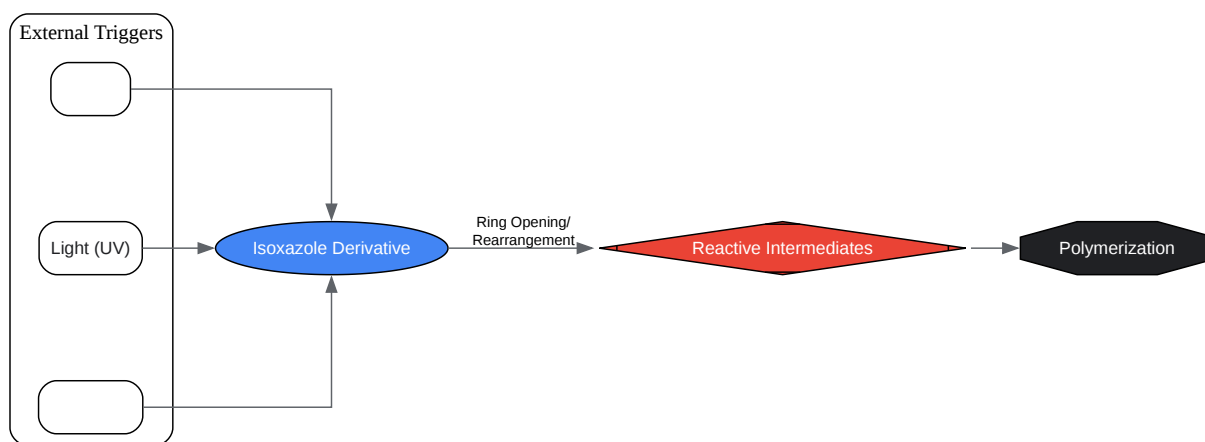 External Triggers
Light (UV)
Isoxazole Derivative
Ring Opening/
Rearrangement
Reactive Intermediates
Polymerization